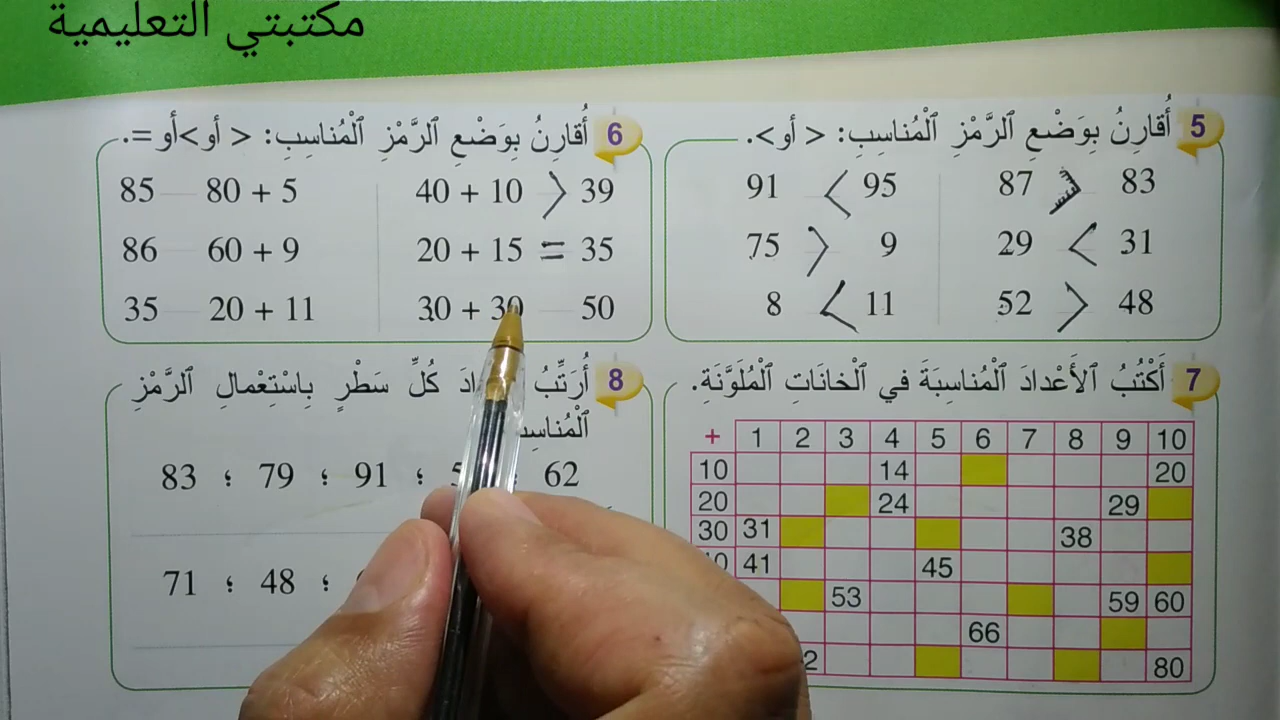 مكتبتي التعليمية
5 أُقارِنُ بِوَضْعِ ٱلرَّمْزِ ٱلْمُناسِبِ: < أو>.
83 87
91 < 95
31 > 29
75 > 9
48 < 52
8 < 11
6 أُقارِنُ بِوَضْعِ ٱلرَّمْزِ ٱلْمُناسِبِ: < أو>أو =.
40 + 10 > 39
85 80 + 5
20 + 15 = 35
86 60 + 9
30 + 30 50
35 20 + 11
7 أَكْتُبُ ٱلأَعْدادَ ٱلْمُناسِبَةَ في ٱلْخانَاتِ ٱلْمُلَوَّنَةِ.
+ 1 2 3 4 5 6 7 8 9 10
10 14 20
20 24 29
30 31 38
41 45
53 59 60
66
80
8 أُرَتِّبُ كُلِّ سَطْرٍ بِاسْتِعْمالِ ٱلرَّمْزِ
83 ؛ 79 ؛ 91 ؛ 62
71 ؛ 48 ؛